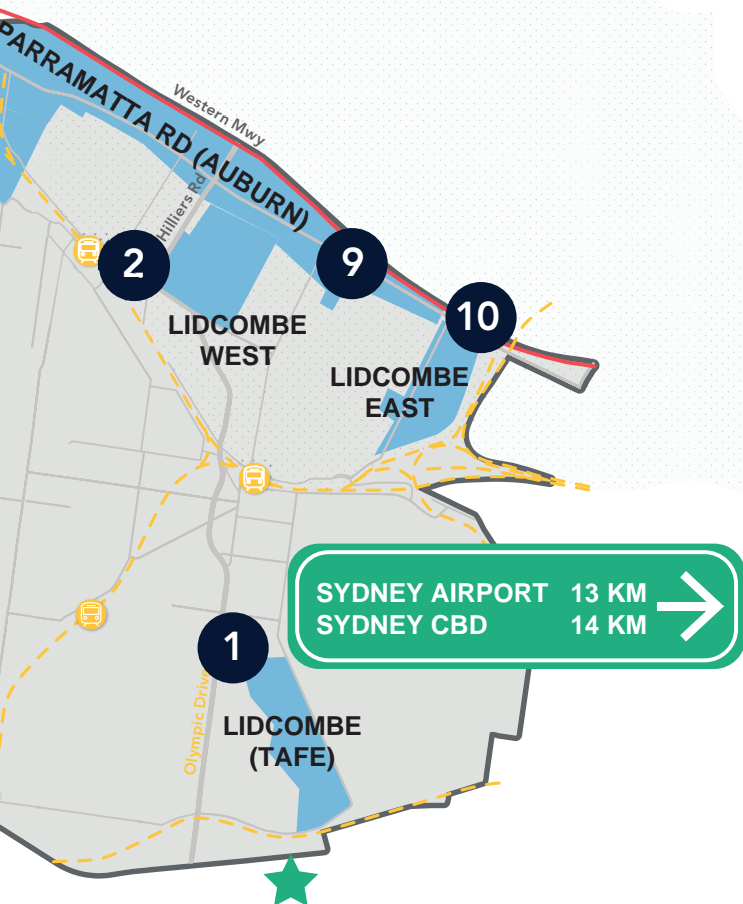 PARRAMATTA RD (AUBURN)
Western Mwy
Hilliers Rd
2
9
10
LIDCOMBE
WEST
LIDCOMBE
EAST
SYDNEY AIRPORT 13 KM
SYDNEY CBD 14 KM
1
Olympic Drive
LIDCOMBE
(TAFE)